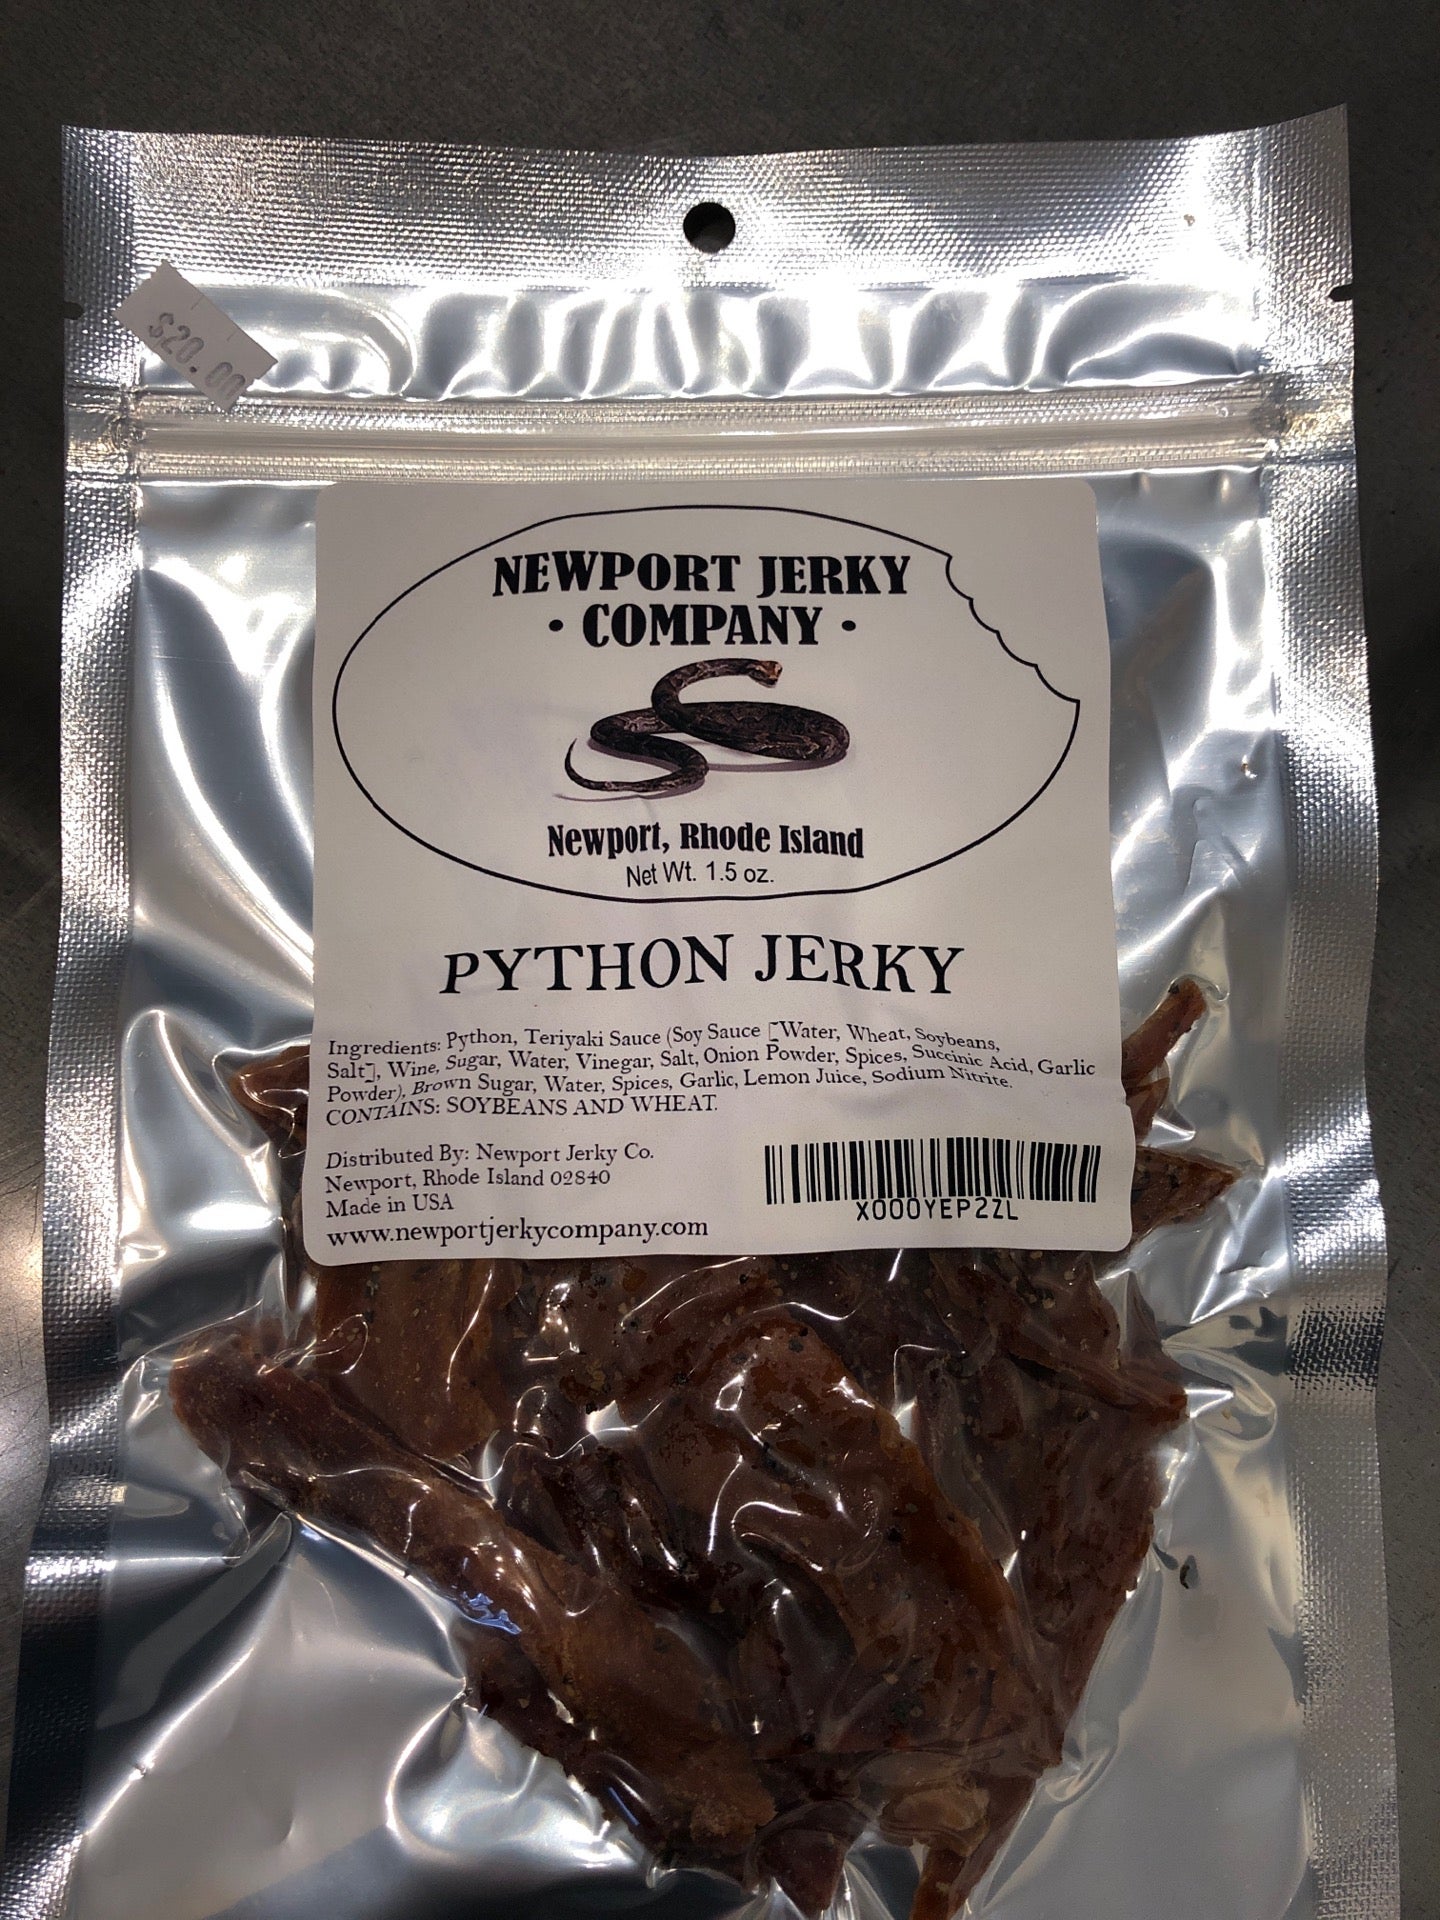 $20.00
NEWPORT JERKY
· COMPANY ·
Newport, Rhode Island
Net Wt. 1.5 oz.
PYTHON JERKY
Ingredients: Python, Teriyaki Sauce (Soy Sauce [Water, Wheat, Soybeans,
Salt], Wine, Sugar, Water, Vinegar, Salt, Onion Powder, Spices, Succinic Acid, Garlic
Powder), Brown Sugar, Water, Spices, Garlic, Lemon Juice, Sodium Nitrite.
CONTAINS: SOYBEANS AND WHEAT.
Distributed By: Newport Jerky Co.
Newport, Rhode Island 02840
Made in USA
www.newportjerkycompany.com
X000YEP2ZL